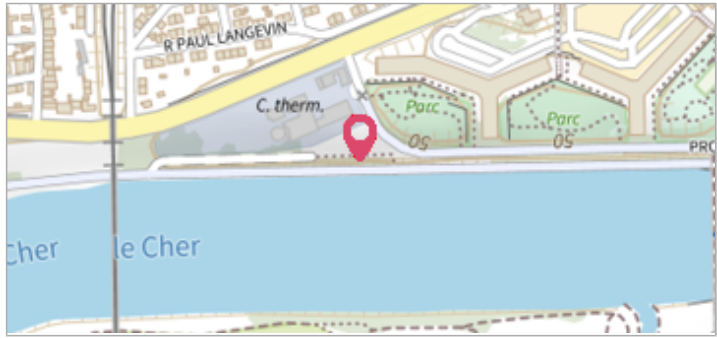 R PAUL LANGEVIN
C. therm.
Parc
Parc
50
50
PRO
Cher
le Cher